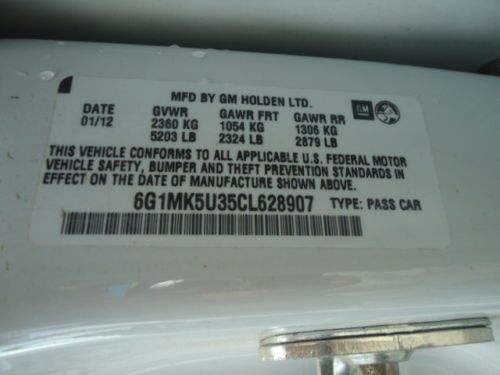 MFD BY GM HOLDEN LTD.
DATE GVWR GAWR FRT GAWR RR
01/12 2360 KG 1054 KG 1306 KG
5203 LB 2324 LB 2879 LB
GM
THIS VEHICLE CONFORMS TO ALL APPLICABLE U.S. FEDERAL MOTOR
VEHICLE SAFETY, BUMPER AND THEFT PREVENTION STANDARDS IN
EFFECT ON THE DATE OF MANUFACTURE SHOWN ABOVE.
6G1MK5U35CL628907 TYPE: PASS CAR